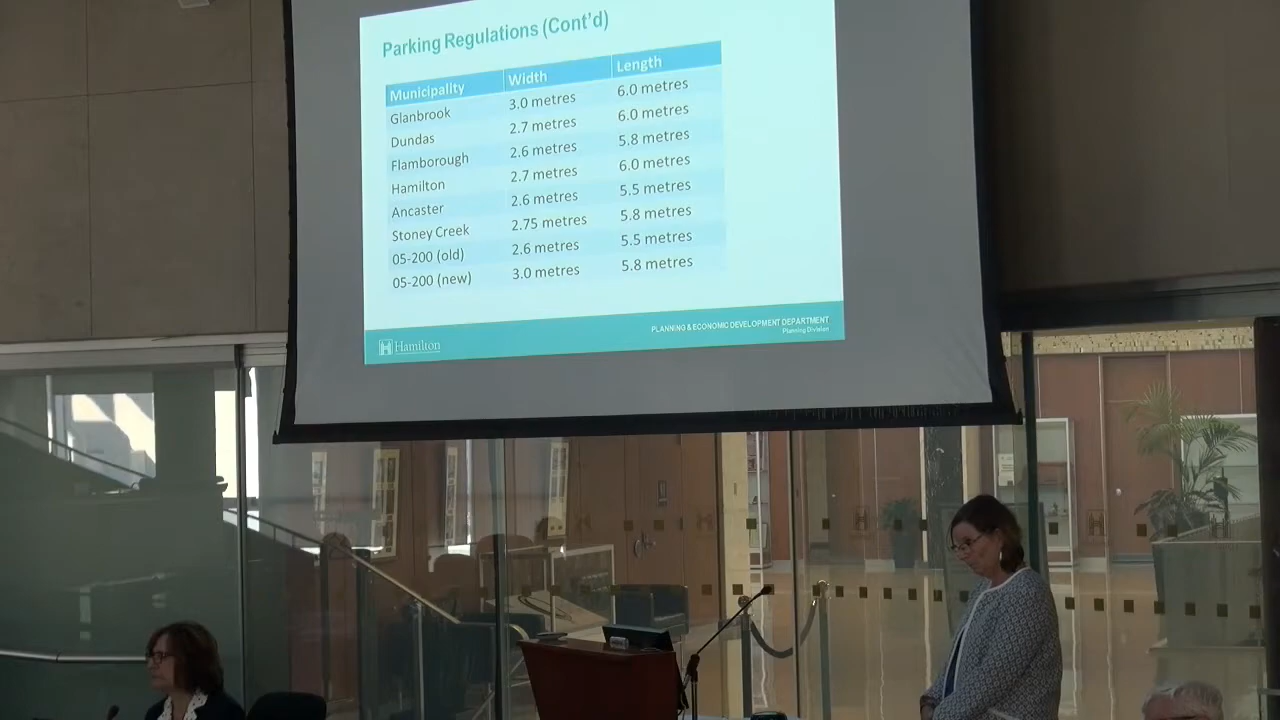 Parking Regulations (Cont'd)
Municipality Width Length
Glanbrook 3.0 metres 6.0 metres
Dundas 2.7 metres 6.0 metres
Flamborough 2.6 metres 5.8 metres
Hamilton 2.7 metres 6.0 metres
Ancaster 2.6 metres 5.5 metres
Stoney Creek 2.75 metres 5.8 metres
05-200 (old) 2.6 metres 5.5 metres
05-200 (new) 3.0 metres 5.8 metres
PLANNING & ECONOMIC DEVELOPMENT DEPARTMENT
Planning Division
Hamilton